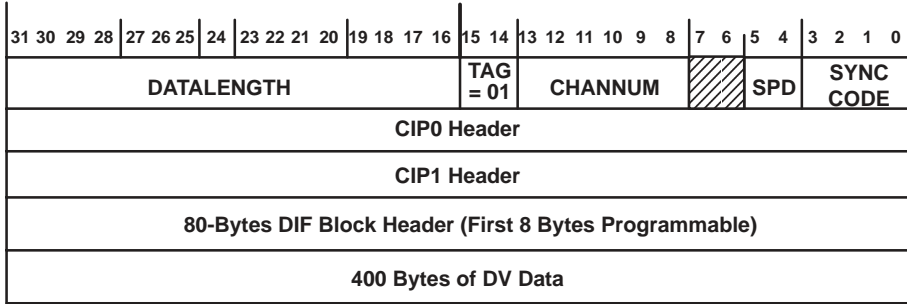 31 30 29 28 27 26 25 24 23 22 21 20 19 18 17 16 15 14 13 12 11 10 9 8 7 6 5 4 3 2 1 0
DATALENGTH TAG = 01 CHANNUM SPD SYNC CODE
CIP0 Header
CIP1 Header
80-Bytes DIF Block Header (First 8 Bytes Programmable)
400 Bytes of DV Data